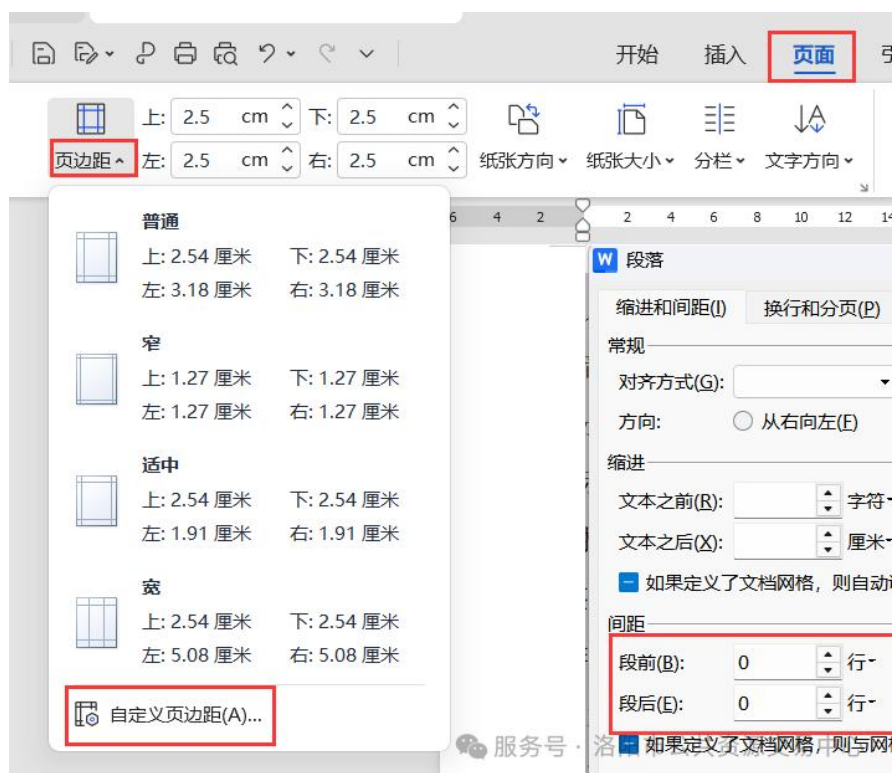 开始 插入 页面 引
上: 2.5 cm 下: 2.5 cm
页边距 左: 2.5 cm 右: 2.5 cm 纸张方向 纸张大小 分栏 文字方向
6 4 2 2 4 6 8 10 12 14
普通
上: 2.54 厘米 下: 2.54 厘米
左: 3.18 厘米 右: 3.18 厘米
窄
上: 1.27 厘米 下: 1.27 厘米
左: 1.27 厘米 右: 1.27 厘米
适中
上: 2.54 厘米 下: 2.54 厘米
左: 1.91 厘米 右: 1.91 厘米
宽
上: 2.54 厘米 下: 2.54 厘米
左: 5.08 厘米 右: 5.08 厘米
自定义页边距(A)...
W 段落
缩进和间距(I) 换行和分页(P)
常规
对齐方式(G):
方向: 从右向左(F)
缩进
文本之前(R): 字符
文本之后(X): 厘米
如果定义了文档网格，则自动
间距
段前(B): 0 行
段后(E): 0 行
如果定义了文档网格，则与网
服务号 · 洛